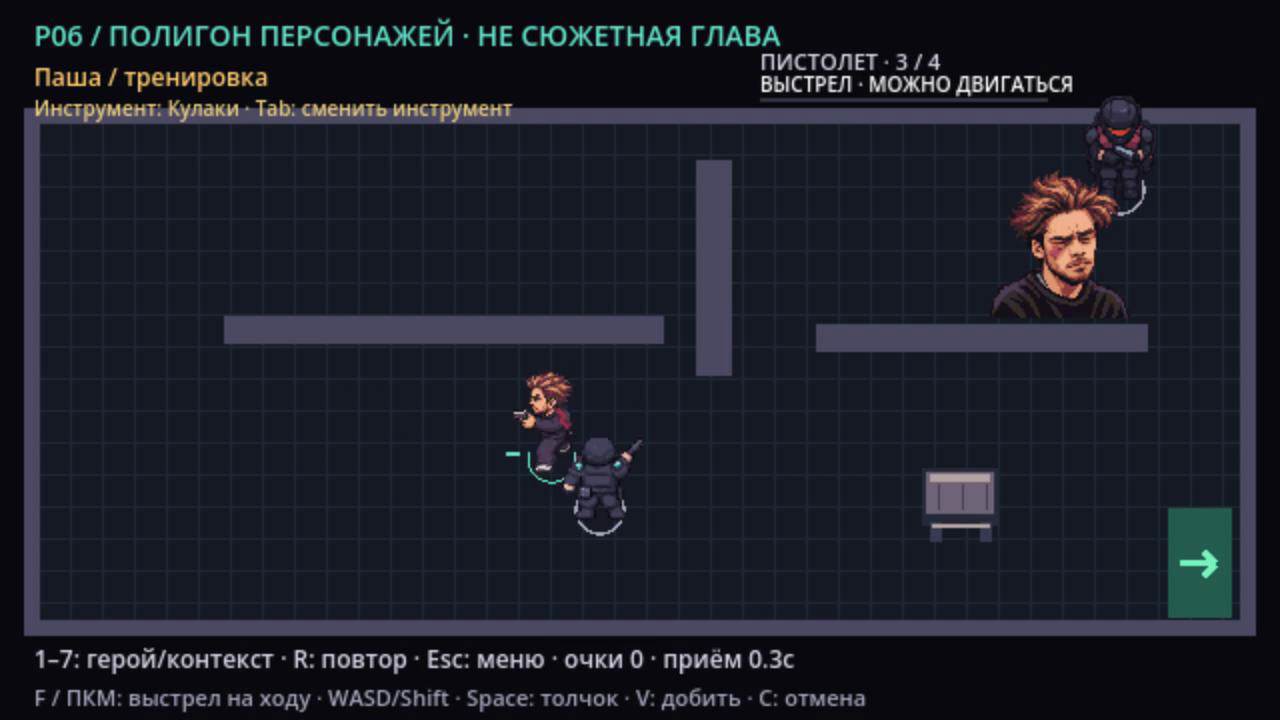 P06 / ПОЛИГОН ПЕРСОНАЖЕЙ · НЕ СЮЖЕТНАЯ ГЛАВА
ПИСТОЛЕТ · 3 / 4
Паша / тренировка
ВЫСТРЕЛ · МОЖНО ДВИГАТЬСЯ
Инструмент: Кулаки · Tab: сменить инструмент
→
1–7: герой/контекст · R: повтор · Esc: меню · очки 0 · приём 0.3с
F / ПКМ: выстрел на ходу · WASD/Shift · Space: толчок · V: добить · C: отмена